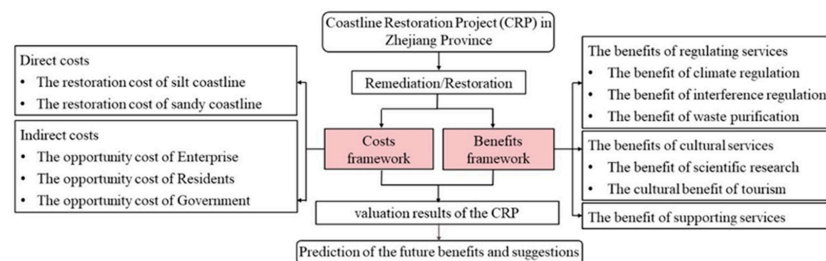 Coastline Restoration Project (CRP) in
Zhejiang Province
Remediation/Restoration
Direct costs
• The restoration cost of silt coastline
• The restoration cost of sandy coastline
Indirect costs
• The opportunity cost of Enterprise
• The opportunity cost of Residents
• The opportunity cost of Government
Costs
framework
Benefits
framework
The benefits of regulating services
• The benefit of climate regulation
• The benefit of interference regulation
• The benefit of waste purification
The benefits of cultural services
• The benefit of scientific research
• The cultural benefit of tourism
The benefit of supporting services
valuation results of the CRP
Prediction of the future benefits and suggestions